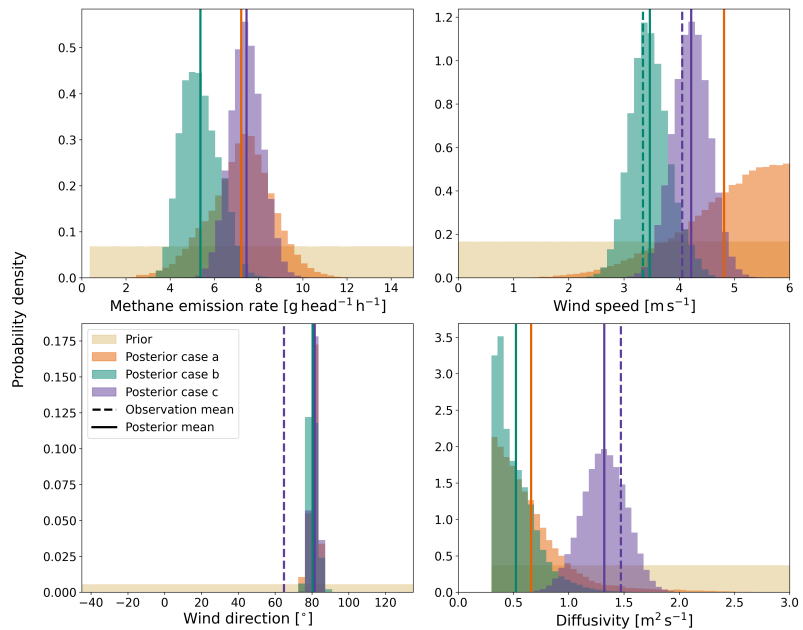 0.5
0.4
0.3
0.2
0.1
0.0
0 2 4 6 8 10 12 14
Methane emission rate [g head⁻¹ h⁻¹]
1.2
1.0
0.8
0.6
0.4
0.2
0.0
0 1 2 3 4 5 6
Wind speed [m s⁻¹]
Probability density
0.175
0.150
0.125
0.100
0.075
0.050
0.025
0.000
Prior
Posterior case a
Posterior case b
Posterior case c
Observation mean
Posterior mean
−40 −20 0 20 40 60 80 100 120
Wind direction [°]
3.5
3.0
2.5
2.0
1.5
1.0
0.5
0.0
0.0 0.5 1.0 1.5 2.0 2.5 3.0
Diffusivity [m² s⁻¹]